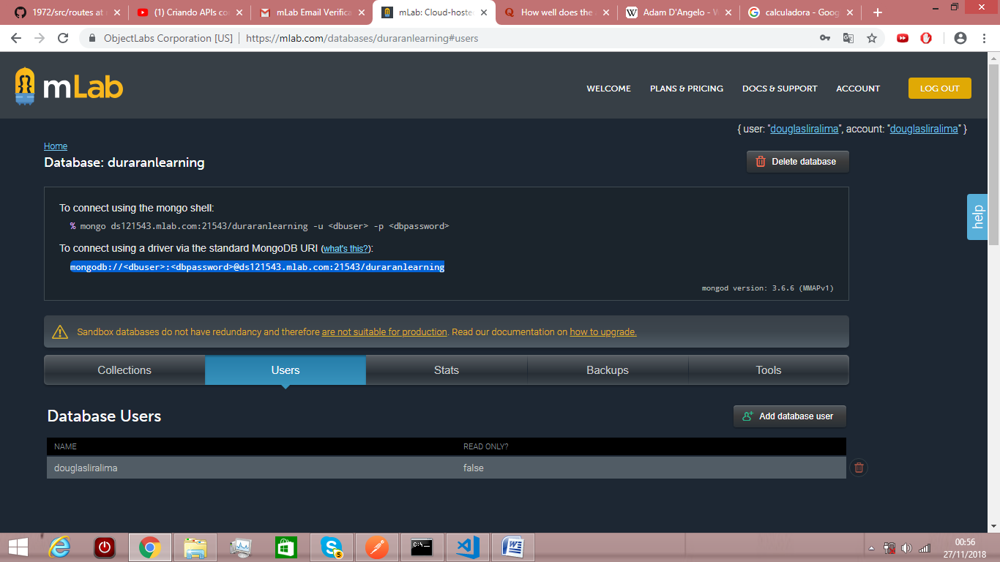 1972/src/routes at
(1) Criando APIs co
mLab Email Verifica
mLab: Cloud-hoste
How well does the
Adam D'Angelo - W
calculadora - Goog
ObjectLabs Corporation [US] | https://mlab.com/databases/duraranlearning#users
mLab
WELCOME PLANS & PRICING DOCS & SUPPORT ACCOUNT LOG OUT
{ user: "douglasliralima", account: "douglasliralima" }
Home
Database: duraranlearning
Delete database
To connect using the mongo shell:
% mongo ds121543.mlab.com:21543/duraranlearning -u <dbuser> -p <dbpassword>
To connect using a driver via the standard MongoDB URI (what's this?):
mongodb://<dbuser>:<dbpassword>@ds121543.mlab.com:21543/duraranlearning
mongod version: 3.6.6 (MMAPv1)
help
Sandbox databases do not have redundancy and therefore are not suitable for production. Read our documentation on how to upgrade.
Collections Users Stats Backups Tools
Database Users
Add database user
NAME READ ONLY?
douglasliralima false
00:56
27/11/2018